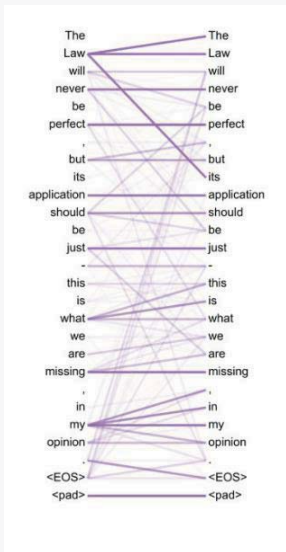 The The
Law Law
will will
never never
be be
perfect perfect
, ,
but but
its its
application application
should should
be be
just just
- -
this this
is is
what what
we we
are are
missing missing
, ,
in in
my my
opinion opinion
. .
<EOS> <EOS>
<pad> <pad>